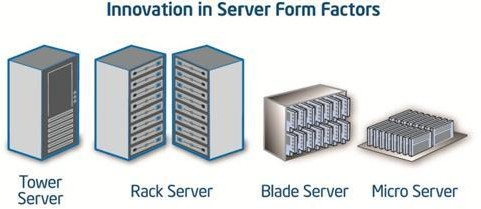 Innovation in Server Form Factors
Tower
Server
Rack Server
Blade Server
Micro Server